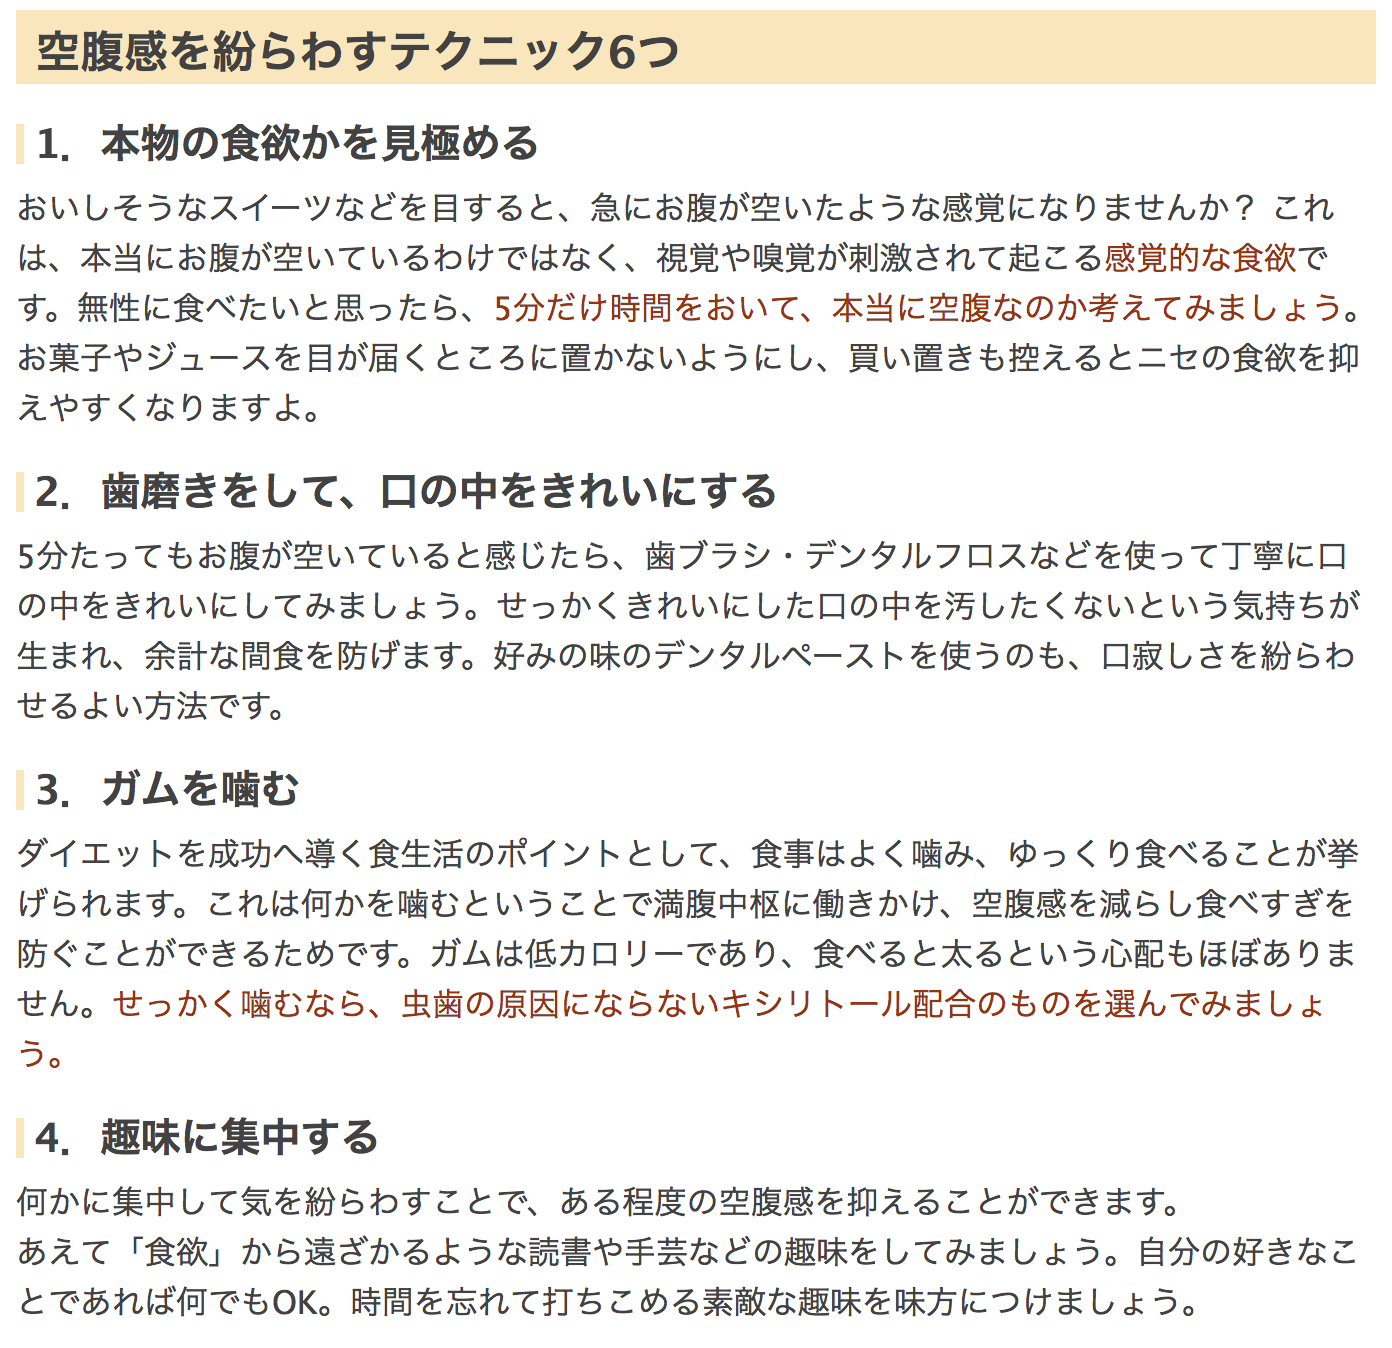 空腹感を紛らわすテクニック6つ
1．本物の食欲かを見極める
おいしそうなスイーツなどを目すると、急にお腹が空いたような感覚になりませんか？ これ
は、本当にお腹が空いているわけではなく、視覚や嗅覚が刺激されて起こる感覚的な食欲で
す。無性に食べたいと思ったら、5分だけ時間をおいて、本当に空腹なのか考えてみましょう。
お菓子やジュースを目が届くところに置かないようにし、買い置きも控えるとニセの食欲を抑
えやすくなりますよ。
2．歯磨きをして、口の中をきれいにする
5分たってもお腹が空いていると感じたら、歯ブラシ・デンタルフロスなどを使って丁寧に口
の中をきれいにしてみましょう。せっかくきれいにした口の中を汚したくないという気持ちが
生まれ、余計な間食を防げます。好みの味のデンタルペーストを使うのも、口寂しさを紛らわ
せるよい方法です。
3．ガムを噛む
ダイエットを成功へ導く食生活のポイントとして、食事はよく噛み、ゆっくり食べることが挙
げられます。これは何かを噛むということで満腹中枢に働きかけ、空腹感を減らし食べすぎを
防ぐことができるためです。ガムは低カロリーであり、食べると太るという心配もほぼありま
せん。せっかく噛むなら、虫歯の原因にならないキシリトール配合のものを選んでみましょ
う。
4．趣味に集中する
何かに集中して気を紛らわすことで、ある程度の空腹感を抑えることができます。
あえて「食欲」から遠ざかるような読書や手芸などの趣味をしてみましょう。自分の好きなこ
とであれば何でもOK。時間を忘れて打ちこめる素敵な趣味を味方につけましょう。